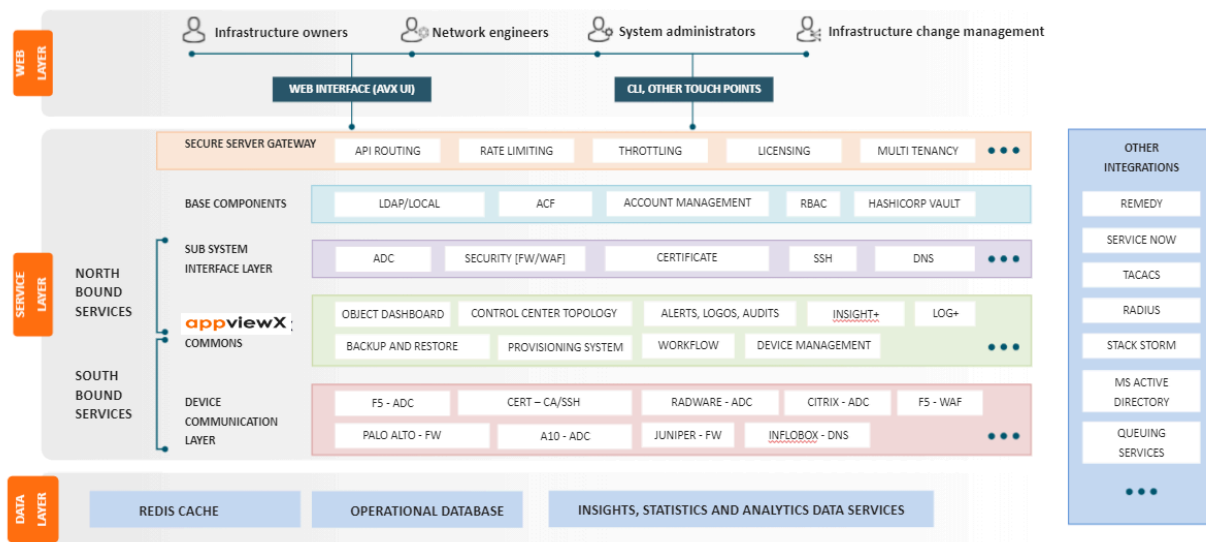 WEB
LAYER
Infrastructure owners
Network engineers
System administrators
Infrastructure change management
WEB INTERFACE (AVX UI)
CLI, OTHER TOUCH POINTS
SERVICE
LAYER
NORTH
BOUND
SERVICES
SOUTH
BOUND
SERVICES
SECURE SERVER GATEWAY
API ROUTING
RATE LIMITING
THROTTLING
LICENSING
MULTI TENANCY
BASE COMPONENTS
LDAP/LOCAL
ACF
ACCOUNT MANAGEMENT
RBAC
HASHICORP VAULT
SUB SYSTEM
INTERFACE LAYER
ADC
SECURITY [FW/WAF]
CERTIFICATE
SSH
DNS
appviewX
COMMONS
OBJECT DASHBOARD
CONTROL CENTER TOPOLOGY
ALERTS, LOGOS, AUDITS
INSIGHT+
LOG+
BACKUP AND RESTORE
PROVISIONING SYSTEM
WORKFLOW
DEVICE MANAGEMENT
DEVICE
COMMUNICATION
LAYER
F5 - ADC
CERT – CA/SSH
RADWARE - ADC
CITRIX - ADC
F5 - WAF
PALO ALTO - FW
A10 - ADC
JUNIPER - FW
INFLOBOX - DNS
OTHER
INTEGRATIONS
REMEDY
SERVICE NOW
TACACS
RADIUS
STACK STORM
MS ACTIVE
DIRECTORY
QUEUING
SERVICES
DATA
LAYER
REDIS CACHE
OPERATIONAL DATABASE
INSIGHTS, STATISTICS AND ANALYTICS DATA SERVICES